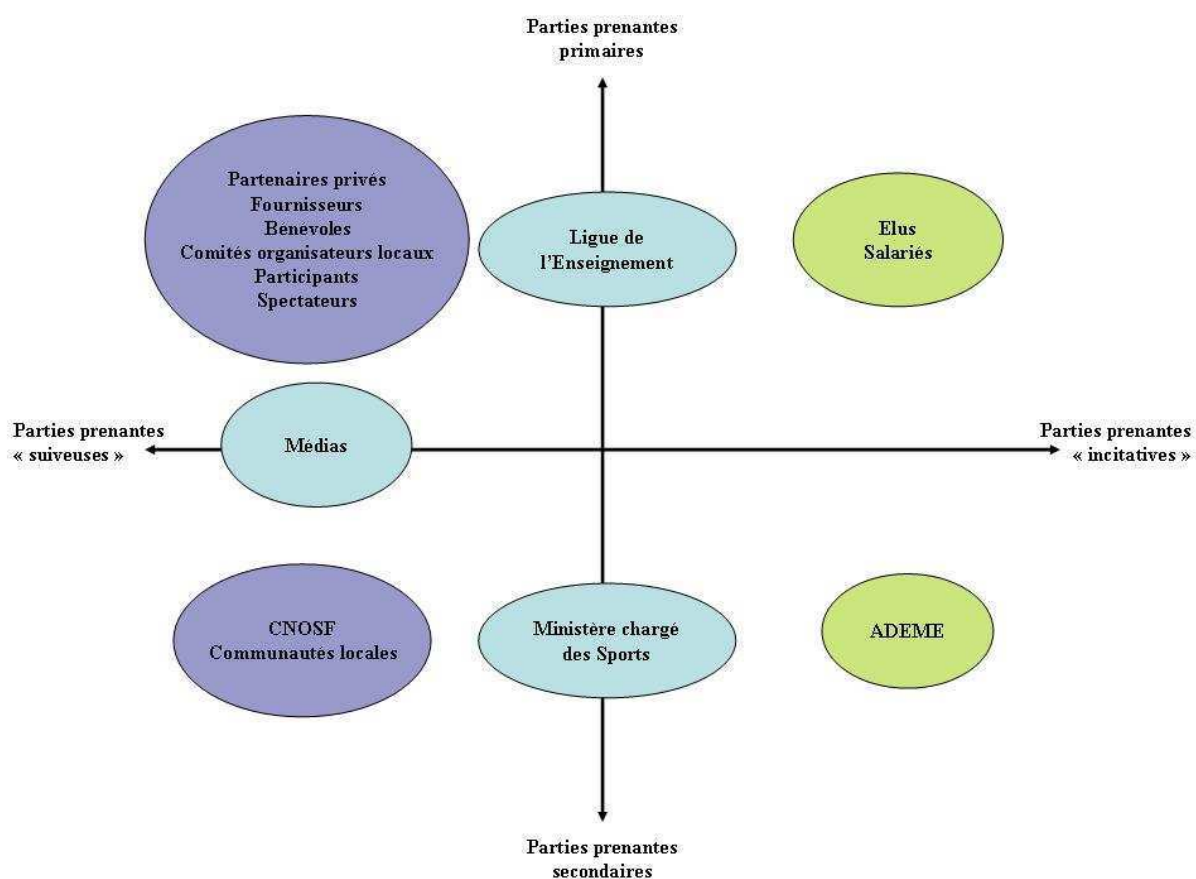 Parties prenantes
primaires
Partenaires privés
Fournisseurs
Bénévoles
Comités organisateurs locaux
Participants
Spectateurs
Ligue de
l'Enseignement
Elus
Salariés
Parties prenantes
« suiveuses »
Médias
Parties prenantes
« incitatives »
CNOSF
Communautés locales
Ministère chargé
des Sports
ADEME
Parties prenantes
secondaires